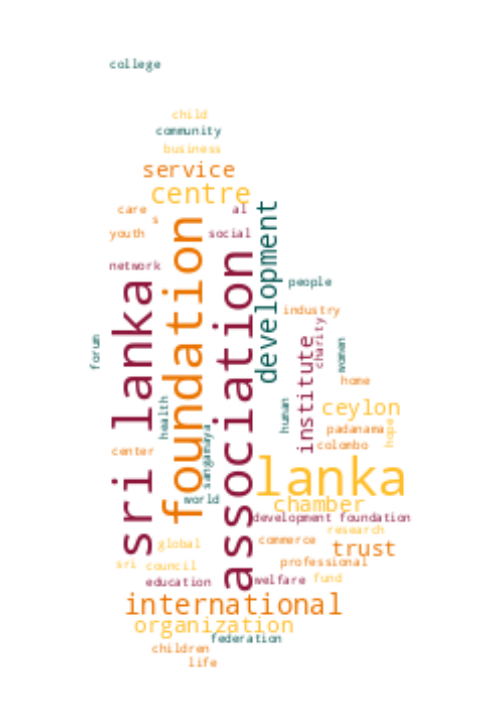 college
child
community
business
service
centre
care
al
s
youth
social
development
foundation
association
network
people
sri lanka
industry
charity
forum
women
institute
home
health
human
ceylon
hope
padanama
sangamaya
colombo
center
lanka
world
chamber
development foundation
research
commerce
global
trust
professional
sri
council
education
welfare
fund
international
organization
federation
children
life